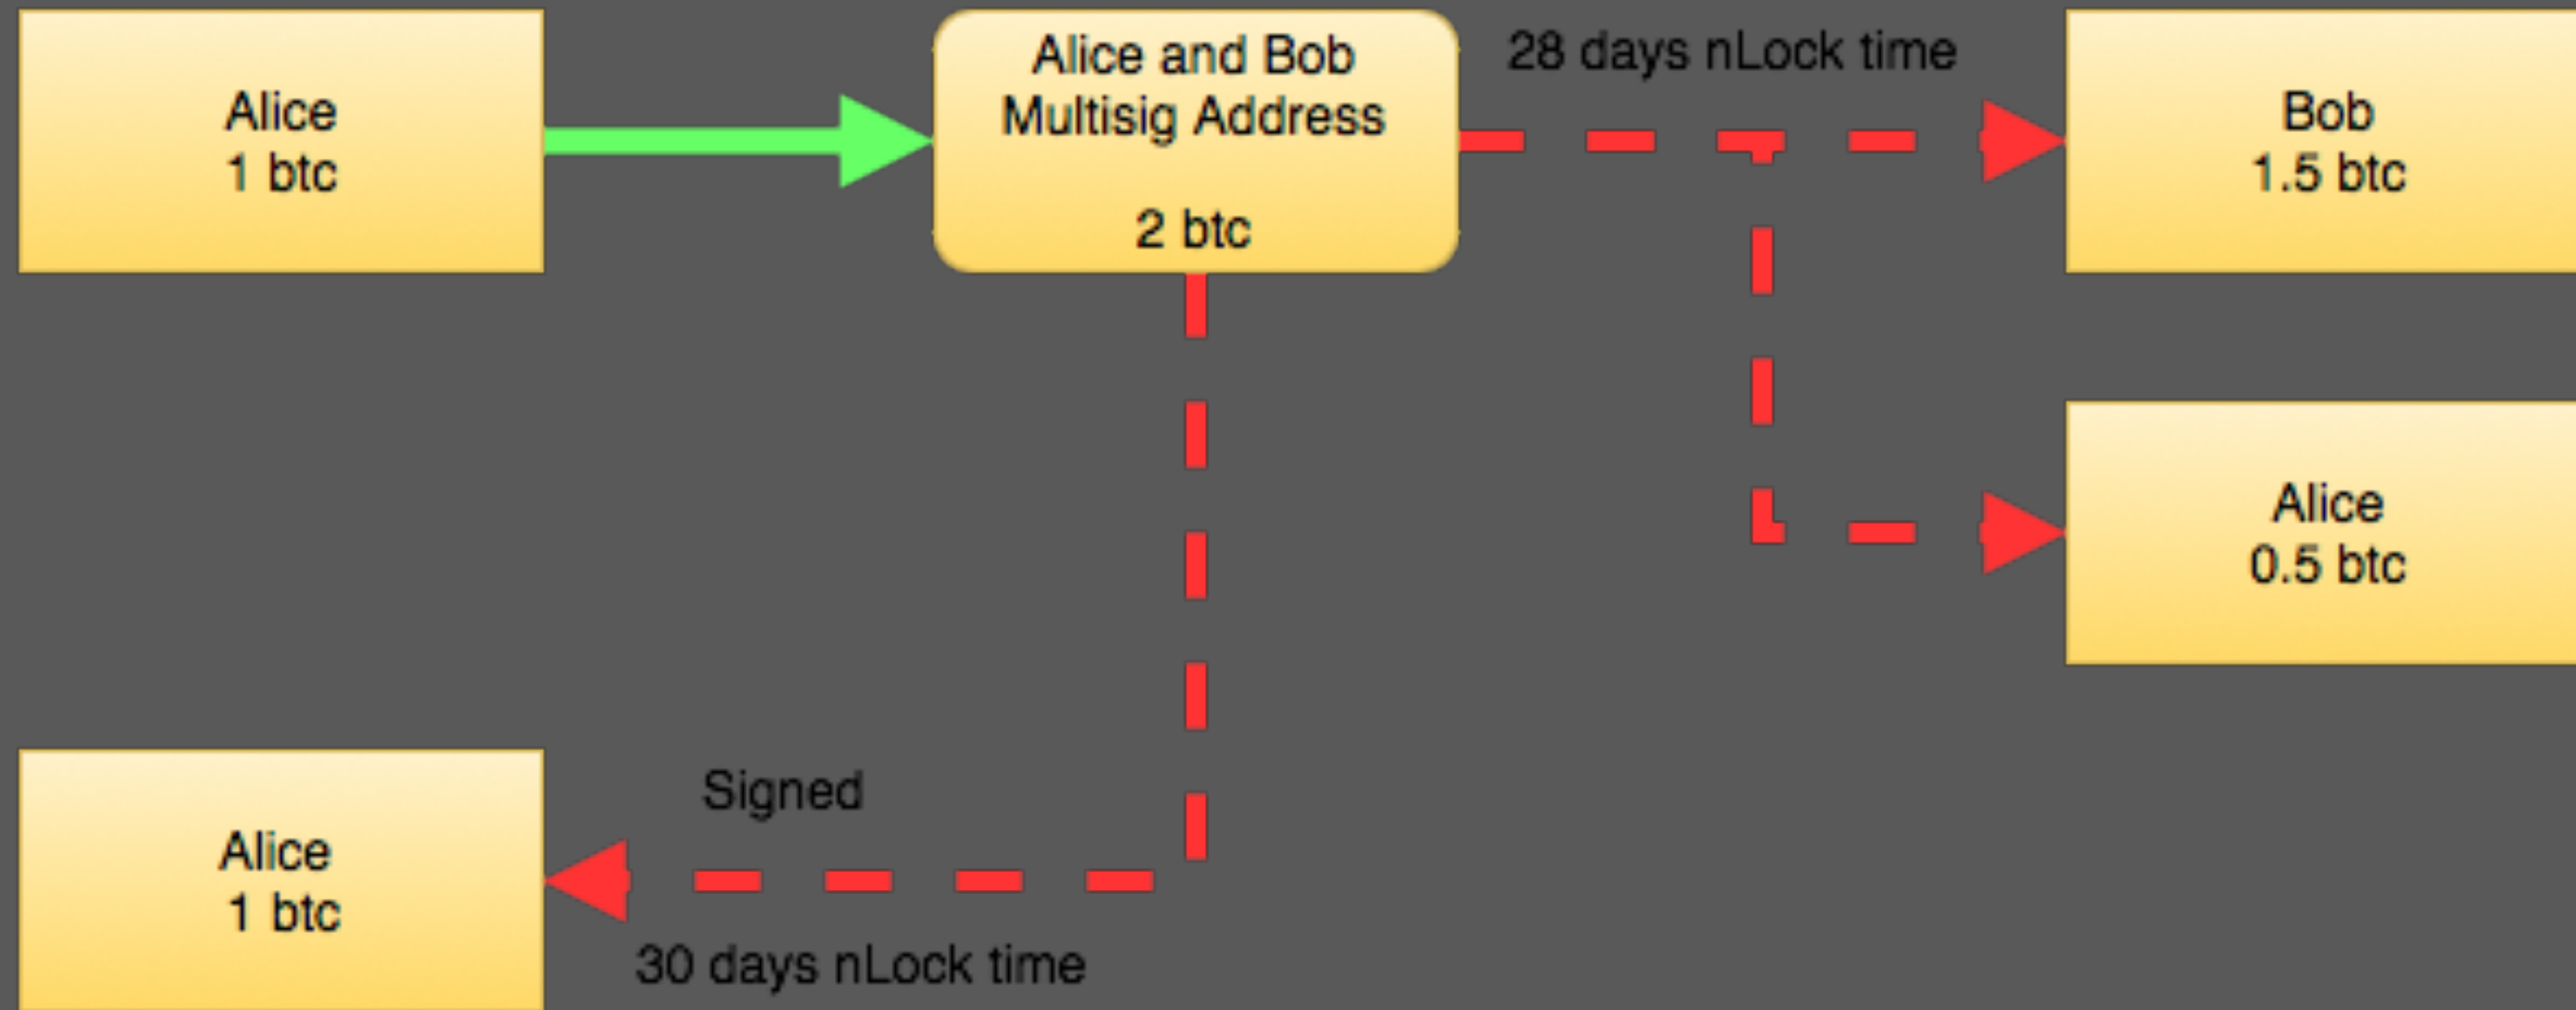 Alice
1 btc
Alice and Bob
Multisig Address
2 btc
28 days nLock time
Bob
1.5 btc
Alice
0.5 btc
Signed
Alice
1 btc
30 days nLock time